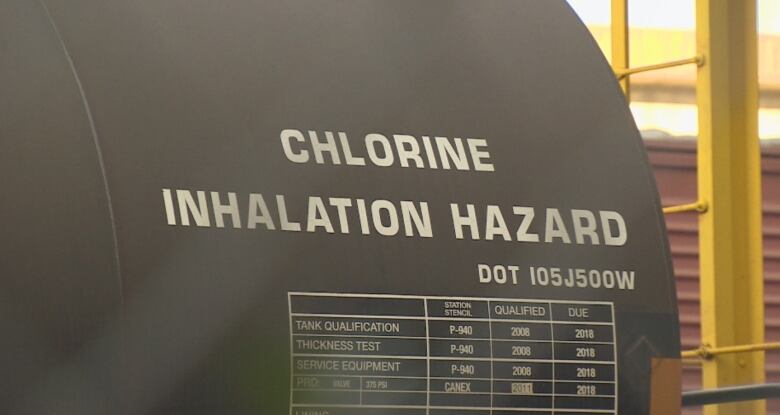 CHLORINE
INHALATION HAZARD
DOT 105J500W
STATION STENCIL QUALIFIED DUE
TANK QUALIFICATION P-940 2008 2018
THICKNESS TEST P-940 2008 2018
SERVICE EQUIPMENT P-940 2008 2018
PRD: VALVE 375 PSI CANEX 2011 2018
LINING